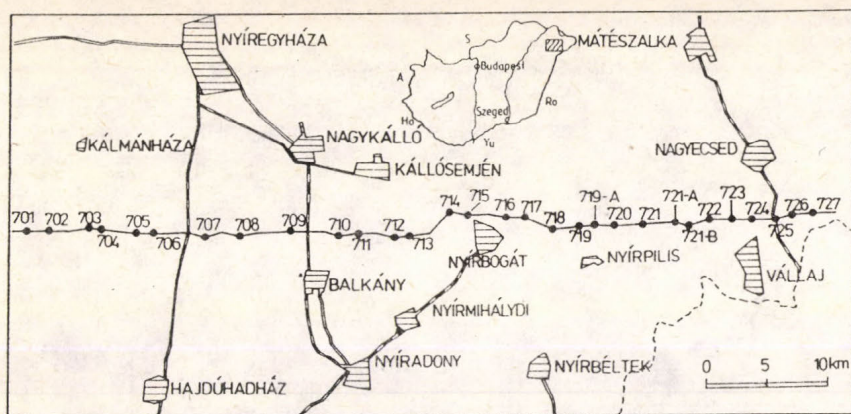 NYÍREGYHÁZA
S
MÁTÉSZALKA
A
Budapest
Szeged
Ro
Ho
Yu
KÁLMÁNHÁZA
NAGYKÁLLÓ
KÁLLÓSEMJÉN
NAGYECSED
719-A
721-A
723
714
715
716
717
720
721
722
724
726
727
701
702
703
704
705
706
707
708
709
710
711
712
713
718
719
721-B
725
NYÍRBOGÁT
NYÍRPILIS
VÁLLAJ
BALKÁNY
NYÍRMIHÁLYDI
HAJDÚHADHÁZ
NYÍRADONY
NYÍRBÉLTEK
0 5 10km